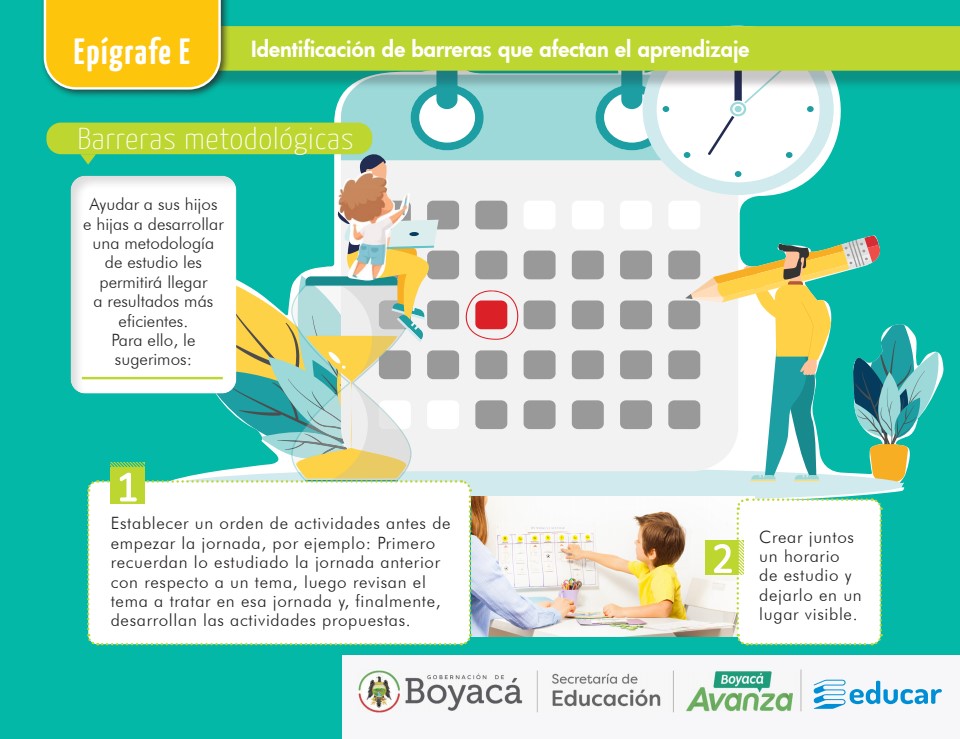 Epígrafe E
Identificación de barreras que afectan el aprendizaje
Barreras metodológicas
Ayudar a sus hijos
e hijas a desarrollar
una metodología
de estudio les
permitirá llegar
a resultados más
eficientes.
Para ello, le
sugerimos:
1
Establecer un orden de actividades antes de
empezar la jornada, por ejemplo: Primero
recuerdan lo estudiado la jornada anterior
con respecto a un tema, luego revisan el
tema a tratar en esa jornada y, finalmente,
desarrollan las actividades propuestas.
2
Crear juntos
un horario
de estudio y
dejarlo en un
lugar visible.
GOBERNACIÓN DE
Boyacá
Secretaría de
Educación
Boyacá
Avanza
educar